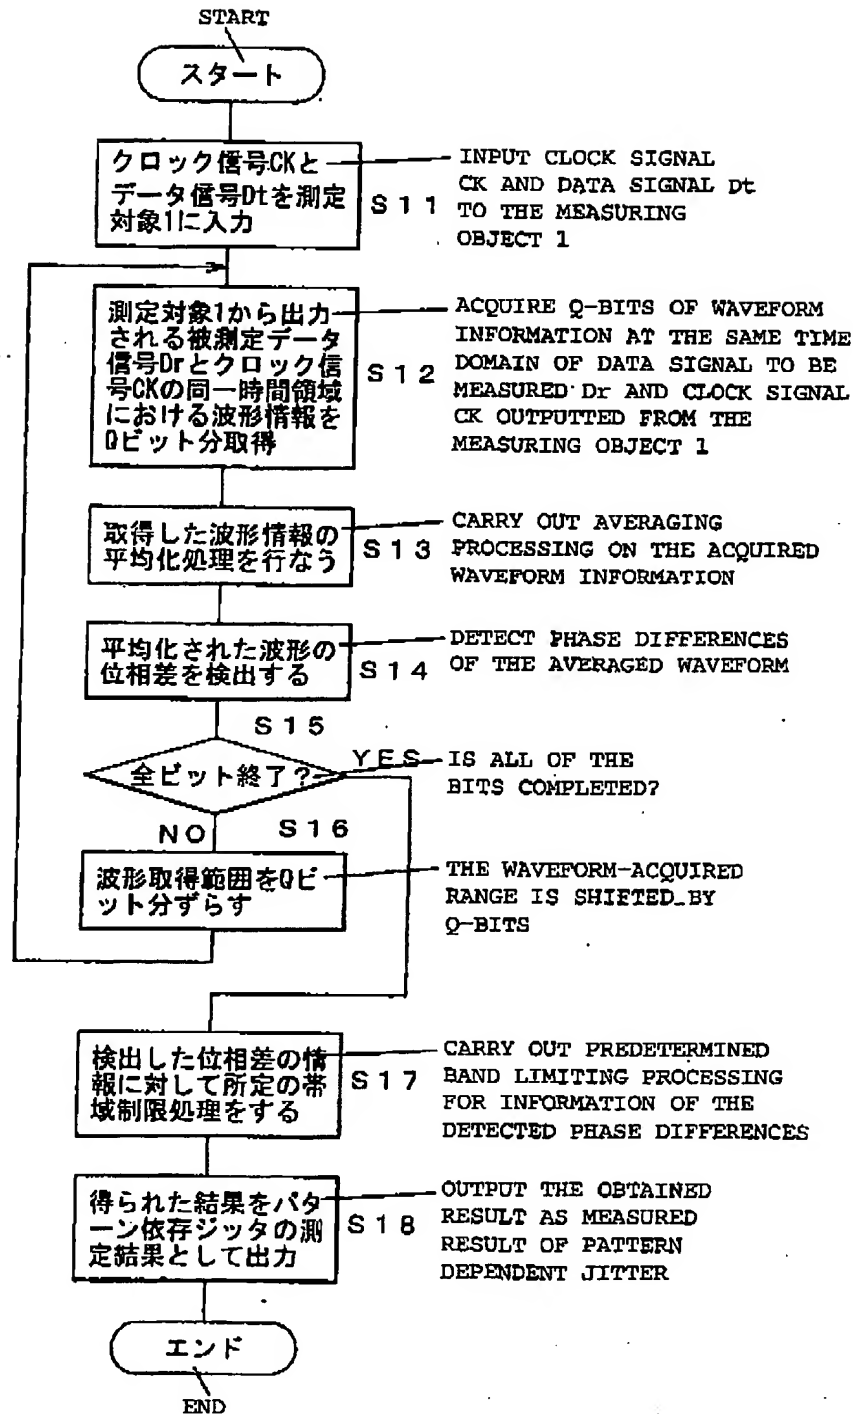 START
スタート
クロック信号CKと
データ信号Dtを測定
対象1に入力
S11
INPUT CLOCK SIGNAL
CK AND DATA SIGNAL Dt
TO THE MEASURING
OBJECT 1
測定対象1から出力
される被測定データ
信号Drとクロック信
号CKの同一時間領域
における波形情報を
Qビット分取得
S12
ACQUIRE Q-BITS OF WAVEFORM
INFORMATION AT THE SAME TIME
DOMAIN OF DATA SIGNAL TO BE
MEASURED Dr AND CLOCK SIGNAL
CK OUTPUTTED FROM THE
MEASURING OBJECT 1
取得した波形情報の
平均化処理を行なう
S13
CARRY OUT AVERAGING
PROCESSING ON THE ACQUIRED
WAVEFORM INFORMATION
平均化された波形の
位相差を検出する
S14
DETECT PHASE DIFFERENCES
OF THE AVERAGED WAVEFORM
S15
全ビット終了?
YES
IS ALL OF THE
BITS COMPLETED?
NO
S16
波形取得範囲をQビ
ット分ずらす
THE WAVEFORM-ACQUIRED
RANGE IS SHIFTED BY
Q-BITS
検出した位相差の情
報に対して所定の帯
域制限処理をする
S17
CARRY OUT PREDETERMINED
BAND LIMITING PROCESSING
FOR INFORMATION OF THE
DETECTED PHASE DIFFERENCES
得られた結果をパタ
ーン依存ジッタの測
定結果として出力
S18
OUTPUT THE OBTAINED
RESULT AS MEASURED
RESULT OF PATTERN
DEPENDENT JITTER
エンド
END